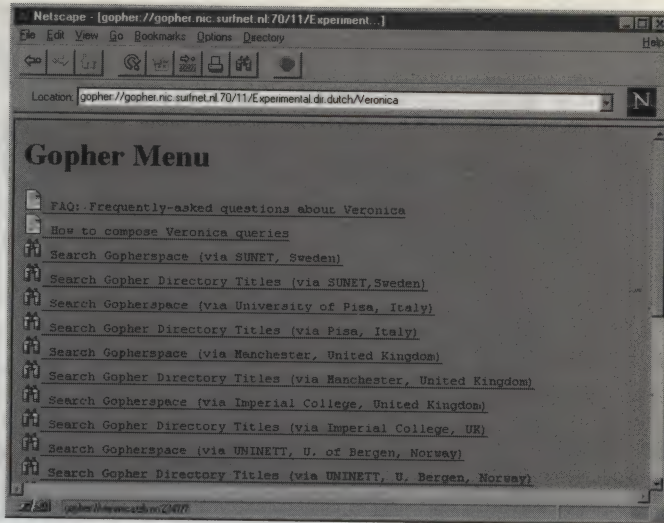 Netscape - [gopher://gopher.nic.surfnet.nl:70/11/Experiment...]
File Edit View Go Bookmarks Options Directory
Help
Location: gopher://gopher.nic.surfnet.nl:70/11/Experimental.dir.dutch/Veronica
N
Gopher Menu
FAQ: Frequently-asked questions about Veronica
How to compose Veronica queries
Search Gopherspace (via SUNET, Sweden)
Search Gopher Directory Titles (via SUNET,Sweden)
Search Gopherspace (via University of Pisa, Italy)
Search Gopher Directory Titles (via Pisa, Italy)
Search Gopherspace (via Manchester, United Kingdom)
Search Gopher Directory Titles (via Manchester, United Kingdom)
Search Gopherspace (via Imperial College, United Kingdom)
Search Gopher Directory Titles (via Imperial College, UK)
Search Gopherspace (via UNINETT, U. of Bergen, Norway)
Search Gopher Directory Titles (via UNINETT, U. Bergen, Norway)